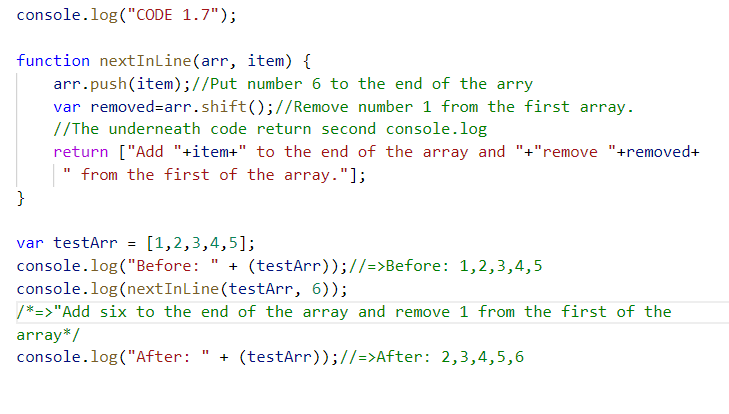 console.log("CODE 1.7");
function nextInLine(arr, item) {
arr.push(item);//Put number 6 to the end of the arry
var removed=arr.shift();//Remove number 1 from the first array.
//The underneath code return second console.log
return ["Add "+item+" to the end of the array and "+"remove "+removed+
" from the first of the array."];
}
var testArr = [1,2,3,4,5];
console.log("Before: " + (testArr));//=>Before: 1,2,3,4,5
console.log(nextInLine(testArr, 6));
/*=>"Add six to the end of the array and remove 1 from the first of the
array*/
console.log("After: " + (testArr));//=>After: 2,3,4,5,6